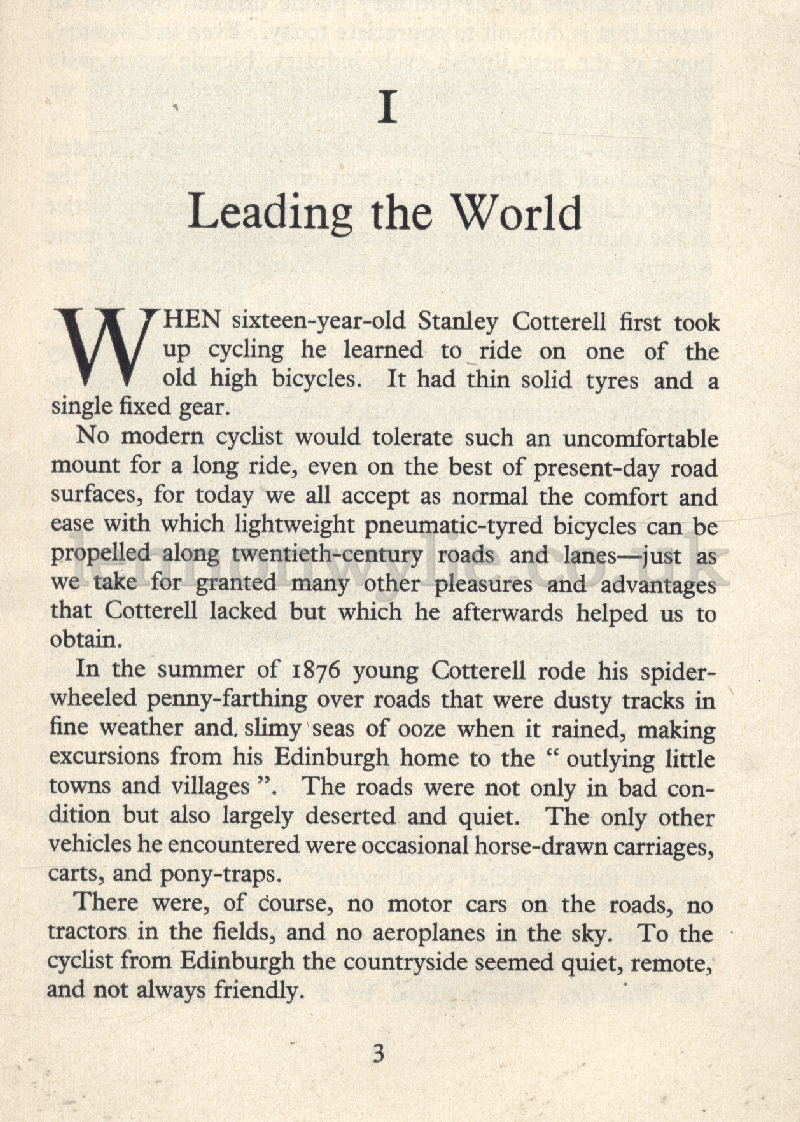 I
Leading the World
WHEN sixteen-year-old Stanley Cotterell first took
up cycling he learned to ride on one of the
old high bicycles. It had thin solid tyres and a
single fixed gear.
No modern cyclist would tolerate such an uncomfortable
mount for a long ride, even on the best of present-day road
surfaces, for today we all accept as normal the comfort and
ease with which lightweight pneumatic-tyred bicycles can be
propelled along twentieth-century roads and lanes—just as
we take for granted many other pleasures and advantages
that Cotterell lacked but which he afterwards helped us to
obtain.
In the summer of 1876 young Cotterell rode his spider-
wheeled penny-farthing over roads that were dusty tracks in
fine weather and slimy seas of ooze when it rained, making
excursions from his Edinburgh home to the “ outlying little
towns and villages ”. The roads were not only in bad con-
dition but also largely deserted and quiet. The only other
vehicles he encountered were occasional horse-drawn carriages,
carts, and pony-traps.
There were, of course, no motor cars on the roads, no
tractors in the fields, and no aeroplanes in the sky. To the
cyclist from Edinburgh the countryside seemed quiet, remote,
and not always friendly.
3